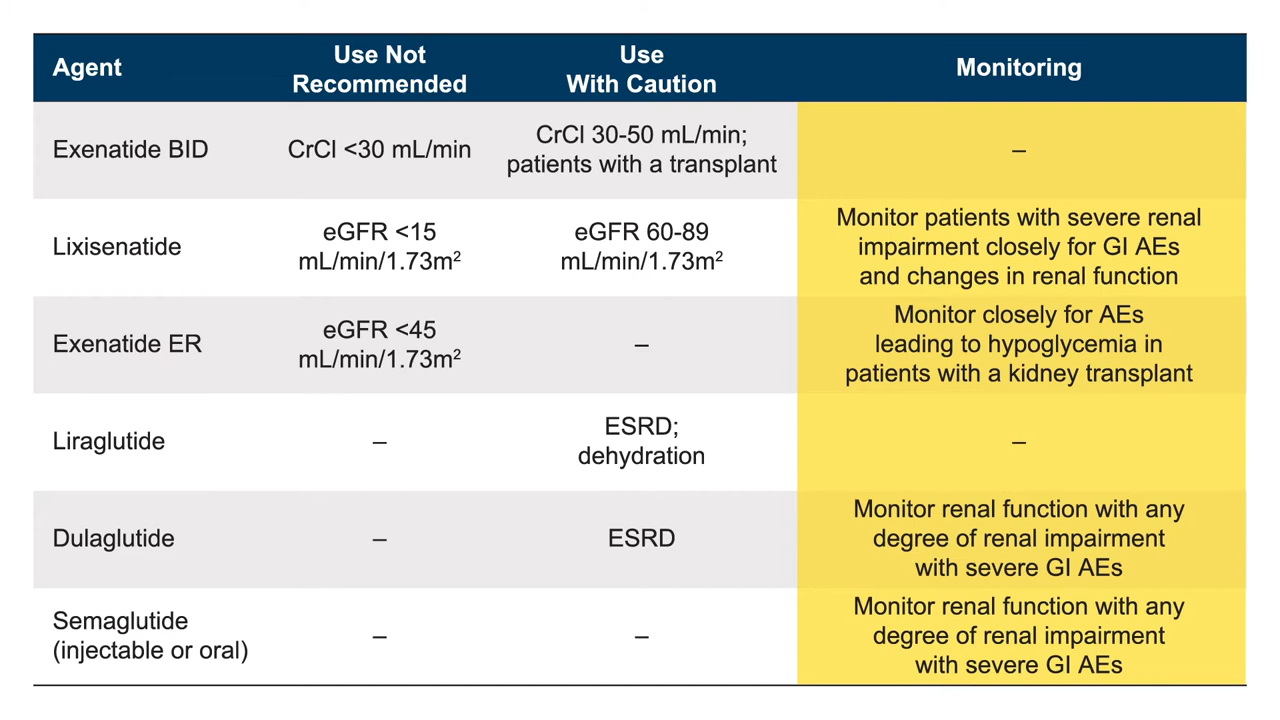 Agent
Use Not
Recommended
Use
With Caution
Monitoring
Exenatide BID
CrCl <30 mL/min
CrCl 30-50 mL/min;
patients with a transplant
–
Lixisenatide
eGFR <15
mL/min/1.73m²
eGFR 60-89
mL/min/1.73m²
Monitor patients with severe renal
impairment closely for GI AEs
and changes in renal function
Exenatide ER
eGFR <45
mL/min/1.73m²
–
Monitor closely for AEs
leading to hypoglycemia in
patients with a kidney transplant
Liraglutide
–
ESRD;
dehydration
–
Dulaglutide
–
ESRD
Monitor renal function with any
degree of renal impairment
with severe GI AEs
Semaglutide
(injectable or oral)
–
–
Monitor renal function with any
degree of renal impairment
with severe GI AEs